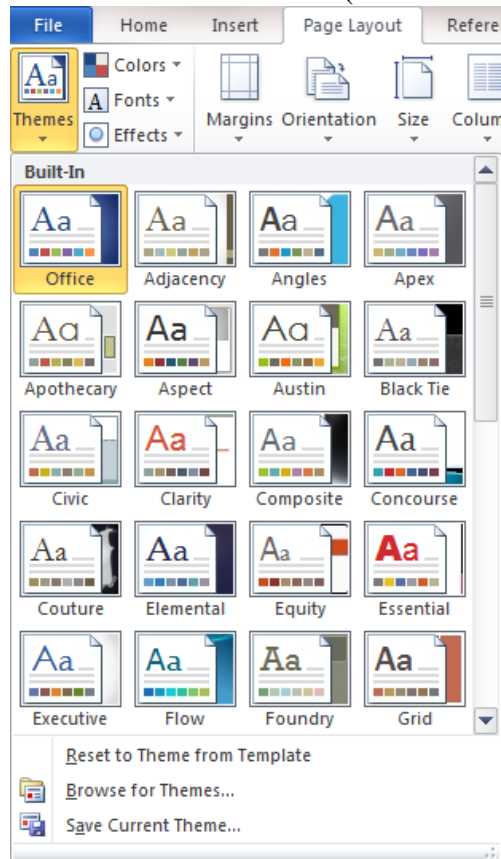 File Home Insert Page Layout Refere
Colors
Fonts
Effects
Themes Margins Orientation Size Colum
Built-In
Aa Aa Aa Aa
Office Adjacency Angles Apex
Aa Aa Aa Aa
Apothecary Aspect Austin Black Tie
Aa Aa Aa Aa
Civic Clarity Composite Concourse
Aa Aa Aa Aa
Couture Elemental Equity Essential
Aa Aa Aa Aa
Executive Flow Foundry Grid
Reset to Theme from Template
Browse for Themes...
Save Current Theme...